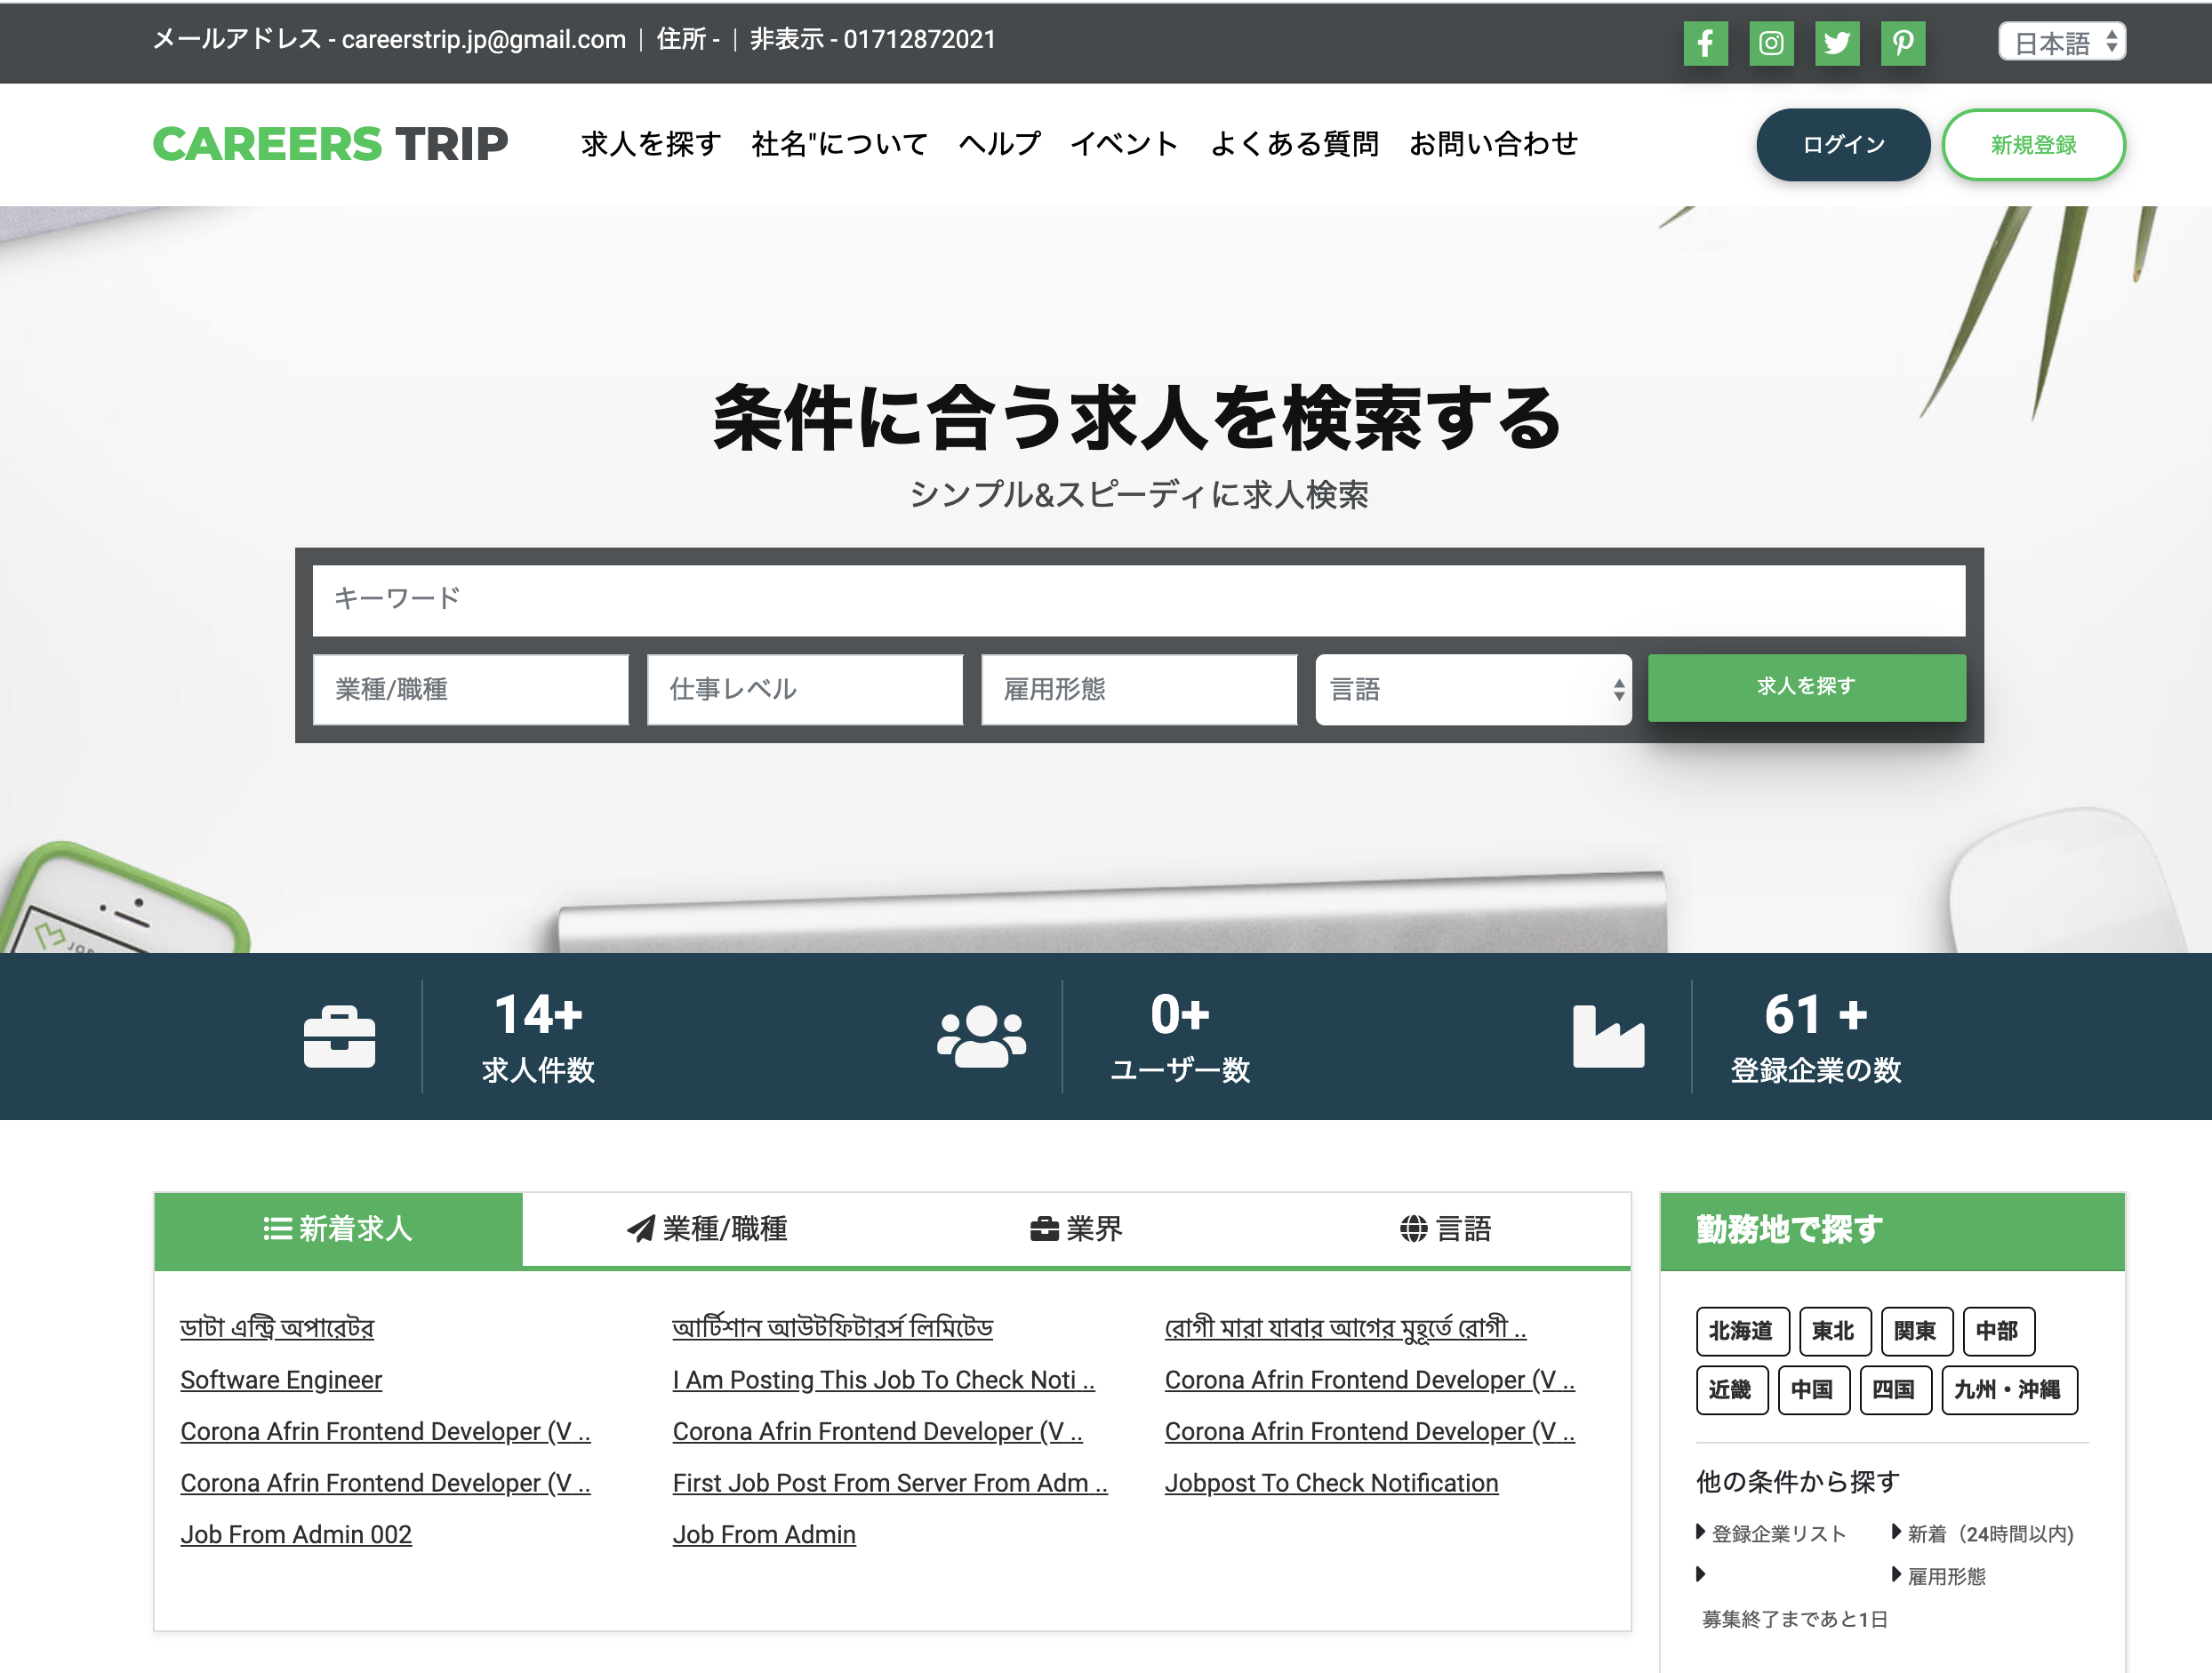 メールアドレス - careerstrip.jp@gmail.com | 住所 - | 非表示 - 01712872021
日本語
CAREERS TRIP
求人を探す 社名"について ヘルプ イベント よくある質問 お問い合わせ
ログイン 新規登録
条件に合う求人を検索する
シンプル&スピーディに求人検索
キーワード
業種/職種 仕事レベル 雇用形態 言語 求人を探す
14+ 0+ 61 +
求人件数 ユーザー数 登録企業の数
新着求人 業種/職種 業界 言語
ডাটা এন্ট্রি অপারেটর আর্টিশান আউটফিটারর্স লিমিটেড রোগী মারা যাবার আগের মুহূর্তে রোগী ..
Software Engineer I Am Posting This Job To Check Noti .. Corona Afrin Frontend Developer (V ..
Corona Afrin Frontend Developer (V .. Corona Afrin Frontend Developer (V .. Corona Afrin Frontend Developer (V ..
Corona Afrin Frontend Developer (V .. First Job Post From Server From Adm .. Jobpost To Check Notification
Job From Admin 002 Job From Admin
勤務地で探す
北海道 東北 関東 中部
近畿 中国 四国 九州・沖縄
他の条件から探す
登録企業リスト 新着（24時間以内)
雇用形態
募集終了まであと1日